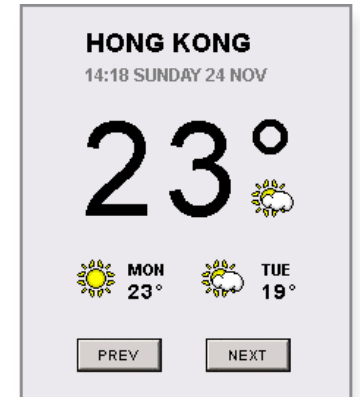 HONG KONG
14:18 SUNDAY 24 NOV
23°
MON TUE
23° 19°
PREV NEXT